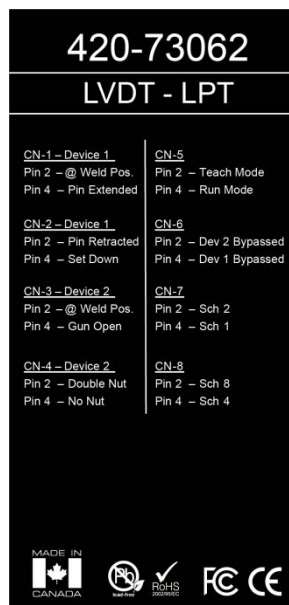 420-73062
LVDT - LPT
CN-1 – Device 1
Pin 2 – @ Weld Pos.
Pin 4 – Pin Extended
CN-2 – Device 1
Pin 2 – Pin Retracted
Pin 4 – Set Down
CN-3 – Device 2
Pin 2 – @ Weld Pos.
Pin 4 – Gun Open
CN-4 – Device 2
Pin 2 – Double Nut
Pin 4 – No Nut
CN-5
Pin 2 – Teach Mode
Pin 4 – Run Mode
CN-6
Pin 2 – Dev 2 Bypassed
Pin 4 – Dev 1 Bypassed
CN-7
Pin 2 – Sch 2
Pin 4 – Sch 1
CN-8
Pin 2 – Sch 8
Pin 4 – Sch 4
MADE IN
CANADA
Pb
lead-free
RoHS
2002/95/EC
FC CE